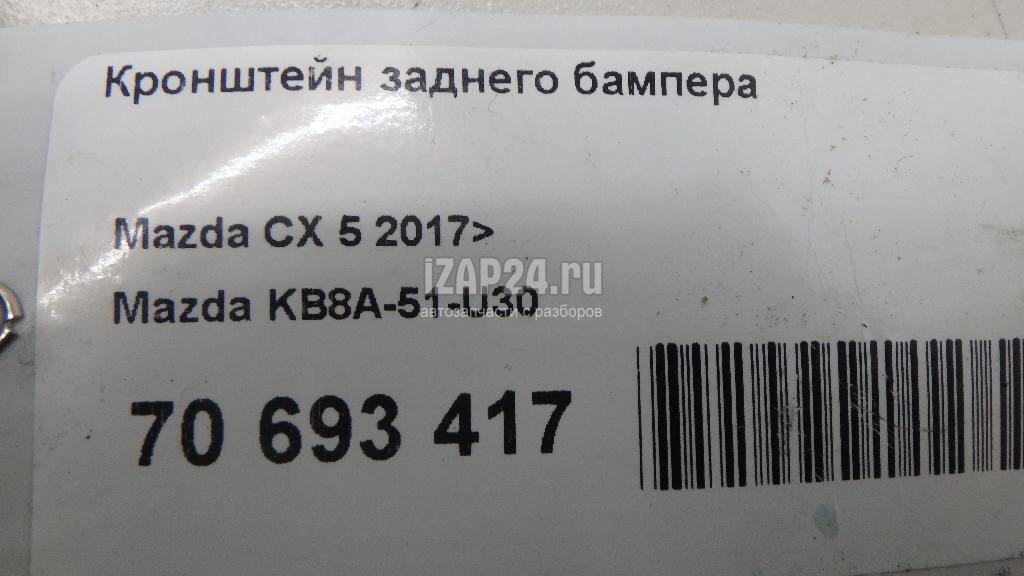 Кронштейн заднего бампера
Mazda CX 5 2017>
iZAP24.ru
Mazda KB8A-51-U30
автозапчасти с разборов
70 693 417